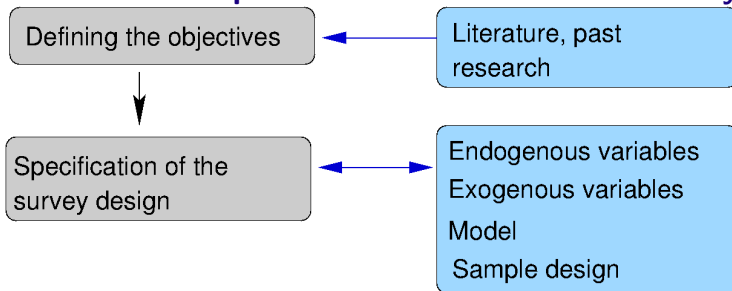 Defining the objectives
Literature, past
research
Specification of the
survey design
Endogenous variables
Exogenous variables
Model
Sample design